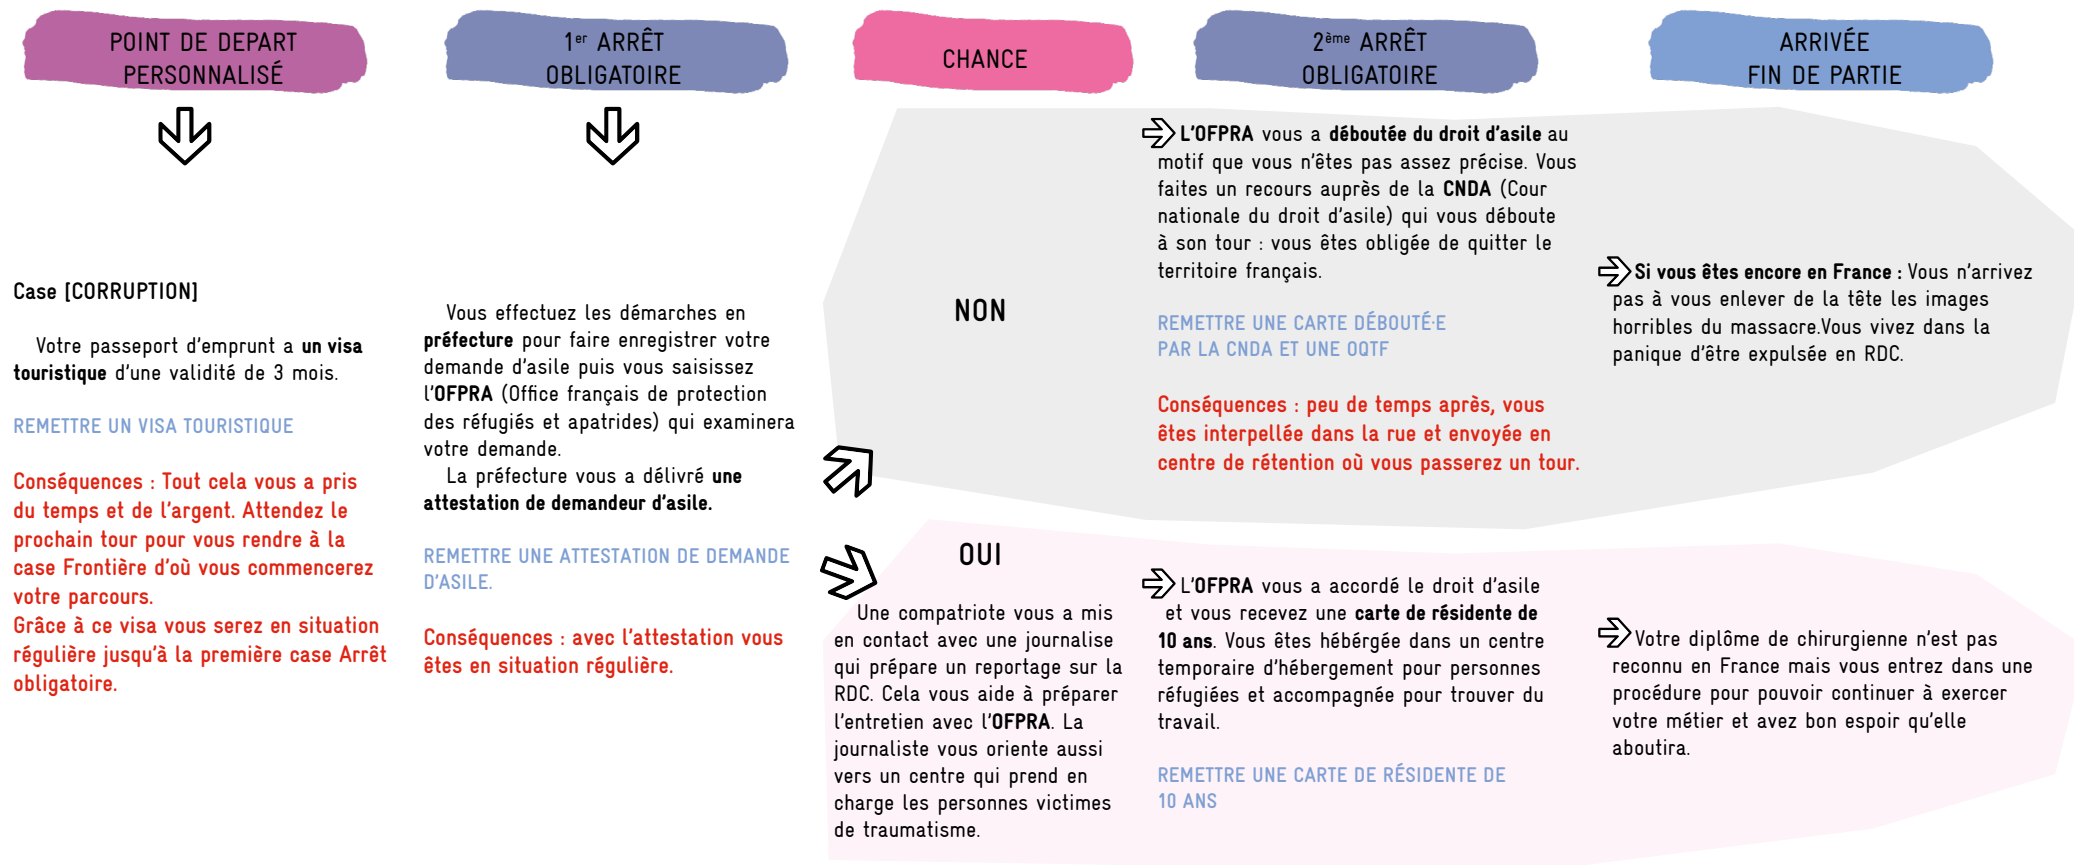 POINT DE DEPART
PERSONNALISÉ
1er ARRÊT
OBLIGATOIRE
CHANCE
2ème ARRÊT
OBLIGATOIRE
ARRIVÉE
FIN DE PARTIE
Case [CORRUPTION]
Votre passeport d'emprunt a un visa
touristique d'une validité de 3 mois.
REMETTRE UN VISA TOURISTIQUE
Conséquences : Tout cela vous a pris
du temps et de l'argent. Attendez le
prochain tour pour vous rendre à la
case Frontière d'où vous commencerez
votre parcours.
Grâce à ce visa vous serez en situation
régulière jusqu'à la première case Arrêt
obligatoire.
Vous effectuez les démarches en
préfecture pour faire enregistrer votre
demande d'asile puis vous saisissez
l'OFPRA (Office français de protection
des réfugiés et apatrides) qui examinera
votre demande.
La préfecture vous a délivré une
attestation de demandeur d'asile.
REMETTRE UNE ATTESTATION DE DEMANDE
D'ASILE.
Conséquences : avec l'attestation vous
êtes en situation régulière.
NON
L'OFPRA vous a déboutée du droit d'asile au
motif que vous n'êtes pas assez précise. Vous
faites un recours auprès de la CNDA (Cour
nationale du droit d'asile) qui vous déboute
à son tour : vous êtes obligée de quitter le
territoire français.
REMETTRE UNE CARTE DÉBOUTÉ·E
PAR LA CNDA ET UNE OQTF
Conséquences : peu de temps après, vous
êtes interpellée dans la rue et envoyée en
centre de rétention où vous passerez un tour.
Si vous êtes encore en France : Vous n'arrivez
pas à vous enlever de la tête les images
horribles du massacre.Vous vivez dans la
panique d'être expulsée en RDC.
OUI
Une compatriote vous a mis
en contact avec une journalise
qui prépare un reportage sur la
RDC. Cela vous aide à préparer
l'entretien avec l'OFPRA. La
journaliste vous oriente aussi
vers un centre qui prend en
charge les personnes victimes
de traumatisme.
L'OFPRA vous a accordé le droit d'asile
et vous recevez une carte de résidente de
10 ans. Vous êtes hébérgée dans un centre
temporaire d'hébergement pour personnes
réfugiées et accompagnée pour trouver du
travail.
REMETTRE UNE CARTE DE RÉSIDENTE DE
10 ANS
Votre diplôme de chirurgienne n'est pas
reconnu en France mais vous entrez dans une
procédure pour pouvoir continuer à exercer
votre métier et avez bon espoir qu'elle
aboutira.